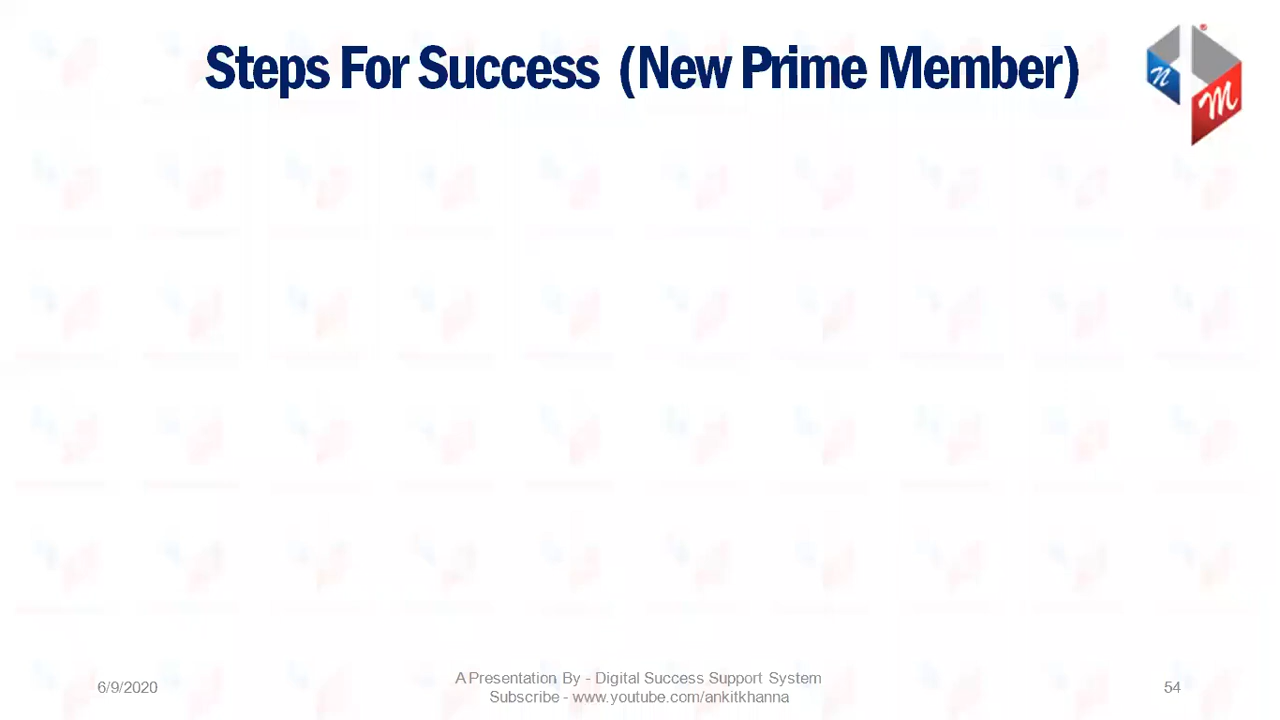 Steps For Success (New Prime Member)
n
M
6/9/2020
A Presentation By - Digital Success Support System
Subscribe - www.youtube.com/ankitkhanna
54